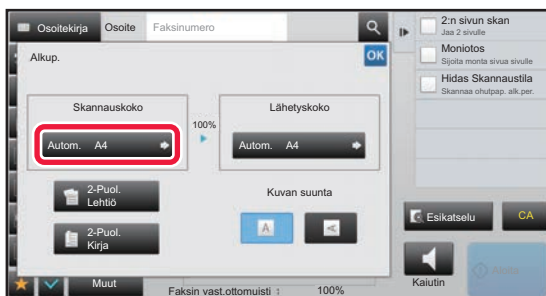 Osoitekirja
Osoite
Faksinumero
Alkup.
OK
Skannauskoko
100%
Lähetyskoko
Autom. A4
Autom. A4
2-Puol.
Lehtiö
2-Puol.
Kirja
Kuvan suunta
A
A
Muut
Faksin vast.ottomuisti : 100%
2:n sivun skan
Jaa 2 sivulle
Moniotos
Sijoita monta sivua sivulle
Hidas Skannaustila
Skannaa ohutpap. alk.per.
Esikatselu
CA
Kaiutin